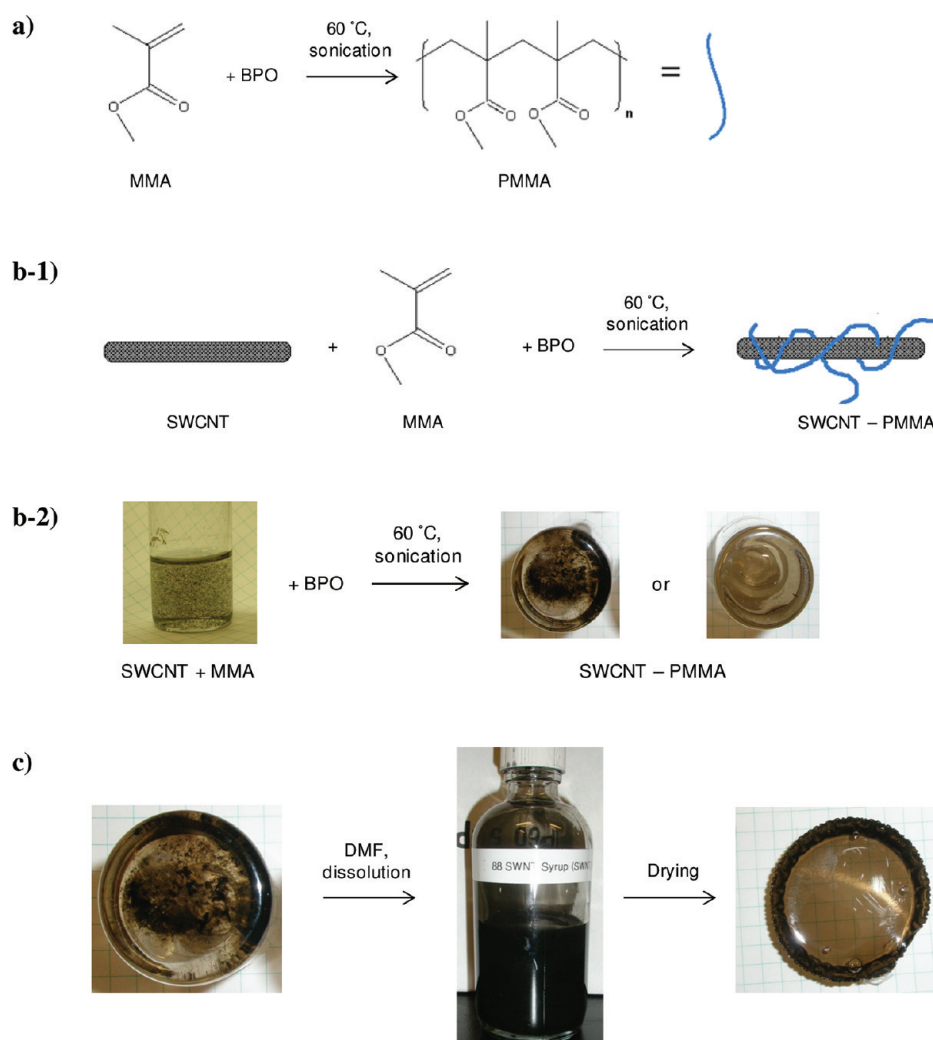 a)
60 °C,
sonication
+ BPO
O
O
O
O
O
O
n
=
MMA
PMMA
b-1)
60 °C,
sonication
+
O
O
+ BPO
SWCNT
MMA
SWCNT – PMMA
b-2)
60 °C,
sonication
+ BPO
or
SWCNT + MMA
SWCNT – PMMA
c)
DMF,
dissolution
88 SWN Syrup (SWN
Drying